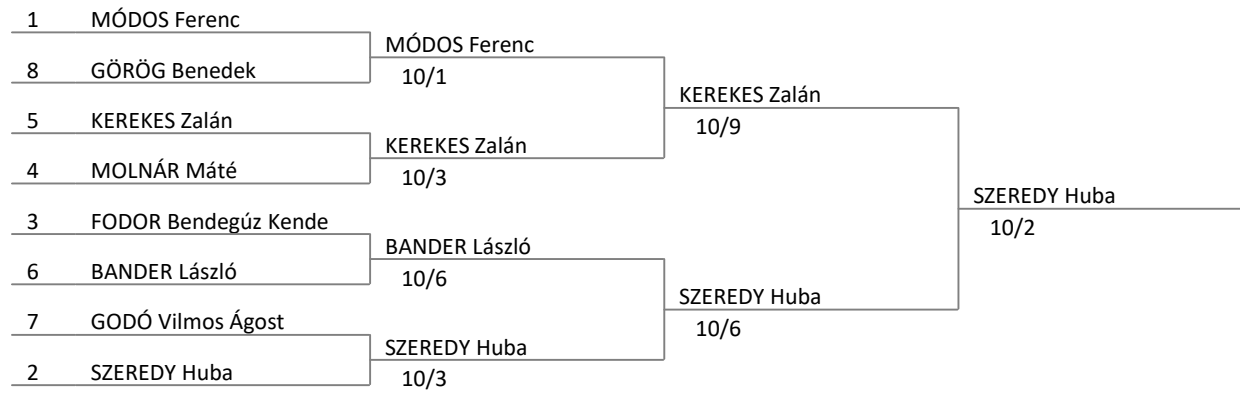 1 MÓDOS Ferenc
MÓDOS Ferenc
8 GÖRÖG Benedek
10/1
KEREKES Zalán
5 KEREKES Zalán
10/9
KEREKES Zalán
4 MOLNÁR Máté
10/3
SZEREDY Huba
3 FODOR Bendegúz Kende
10/2
BANDER László
6 BANDER László
10/6
SZEREDY Huba
7 GODÓ Vilmos Ágost
10/6
SZEREDY Huba
2 SZEREDY Huba
10/3